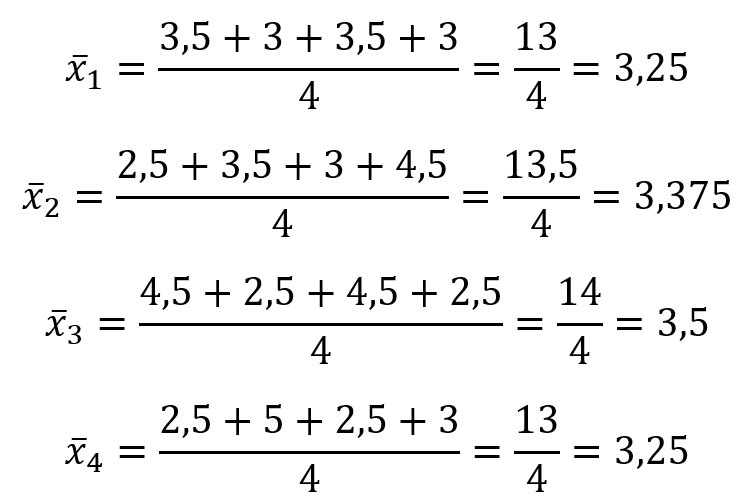 x̄₁ = (3,5 + 3 + 3,5 + 3)/4 = 13/4 = 3,25
x̄₂ = (2,5 + 3,5 + 3 + 4,5)/4 = 13,5/4 = 3,375
x̄₃ = (4,5 + 2,5 + 4,5 + 2,5)/4 = 14/4 = 3,5
x̄₄ = (2,5 + 5 + 2,5 + 3)/4 = 13/4 = 3,25